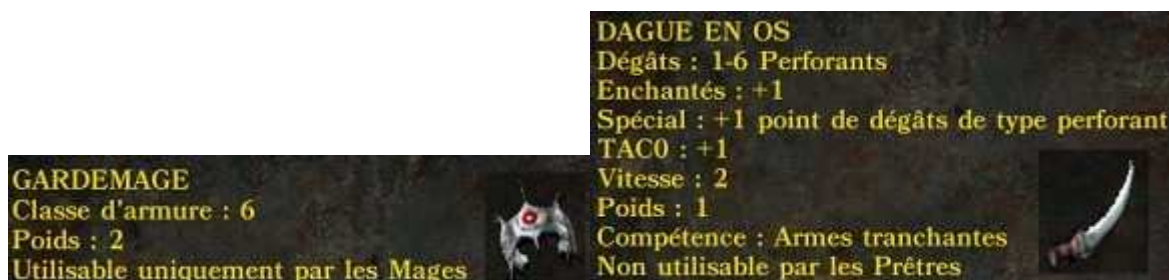 GARDEMAGE
Classe d'armure : 6
Poids : 2
Utilisable uniquement par les Mages
DAGUE EN OS
Dégâts : 1-6 Perforants
Enchantés : +1
Spécial : +1 point de dégâts de type perforant
TAC0 : +1
Vitesse : 2
Poids : 1
Compétence : Armes tranchantes
Non utilisable par les Prêtres